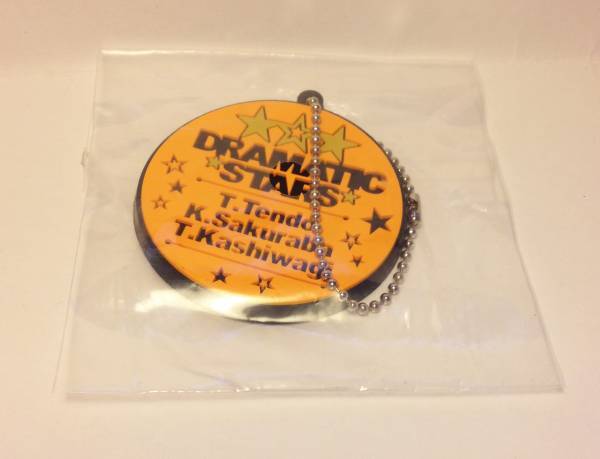 DRAMATIC
STARS
T.Tendo
K.Sakuraba
T.Kashiwagi